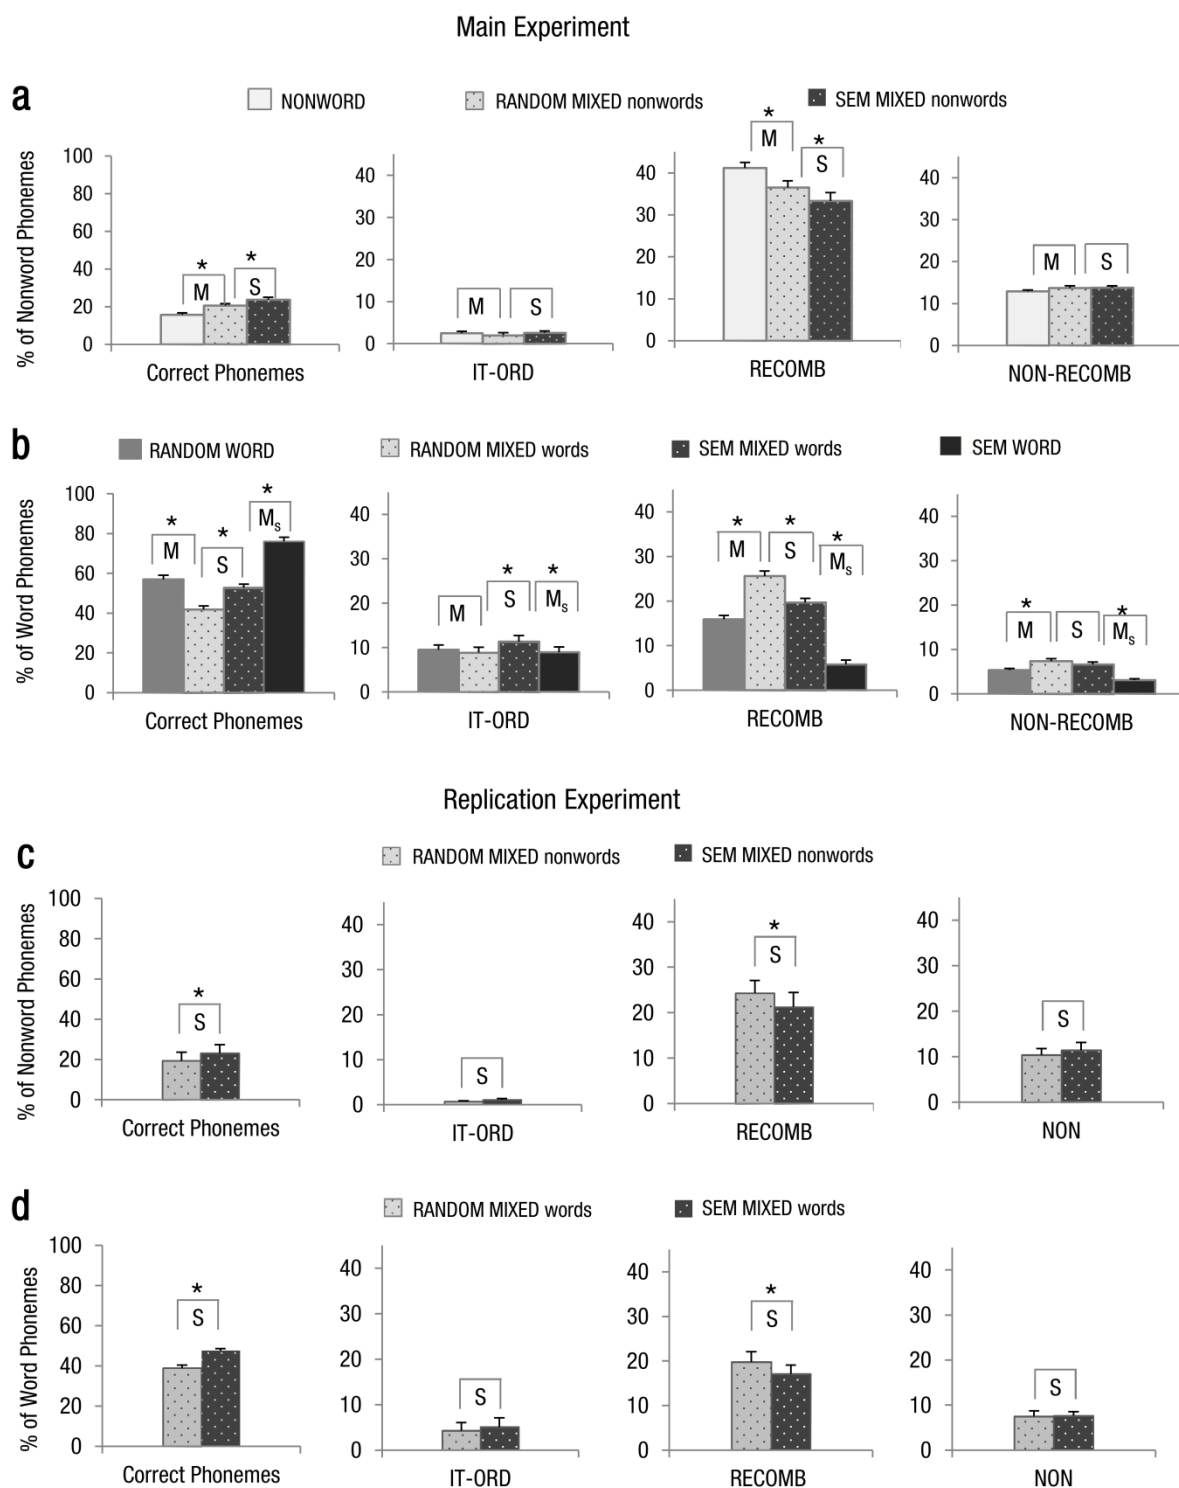 Main Experiment
a
NONWORD RANDOM MIXED nonwords SEM MIXED nonwords
% of Nonword Phonemes
100
80
60
40
20
0
* M * S
Correct Phonemes
40
30
20
10
0
M S
IT-ORD
40
30
20
10
0
* M * S
RECOMB
40
30
20
10
0
M S
NON-RECOMB
b
RANDOM WORD RANDOM MIXED words SEM MIXED words SEM WORD
% of Word Phonemes
100
80
60
40
20
0
* M * S * Ms
Correct Phonemes
40
30
20
10
0
M * S * Ms
IT-ORD
40
30
20
10
0
* M * S * Ms
RECOMB
40
30
20
10
0
* M S * Ms
NON-RECOMB
Replication Experiment
c
RANDOM MIXED nonwords SEM MIXED nonwords
% of Nonword Phonemes
100
80
60
40
20
0
* S
Correct Phonemes
40
30
20
10
0
S
IT-ORD
40
30
20
10
0
* S
RECOMB
40
30
20
10
0
S
NON
d
RANDOM MIXED words SEM MIXED words
% of Word Phonemes
100
80
60
40
20
0
* S
Correct Phonemes
40
30
20
10
0
S
IT-ORD
40
30
20
10
0
* S
RECOMB
40
30
20
10
0
S
NON